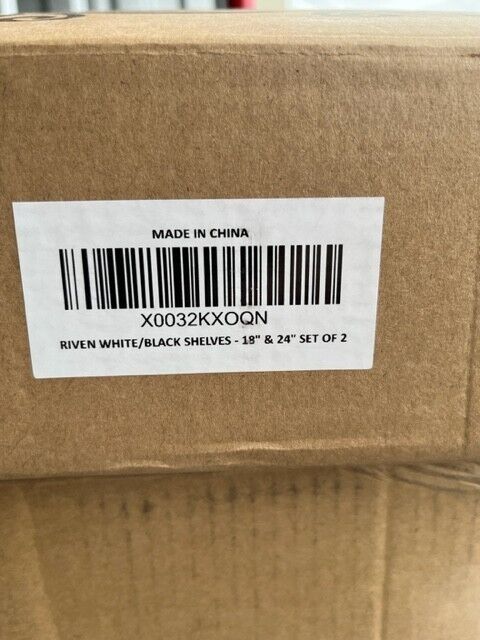 MADE IN CHINA
X0032KXOQN
RIVEN WHITE/BLACK SHELVES - 18" & 24" SET OF 2